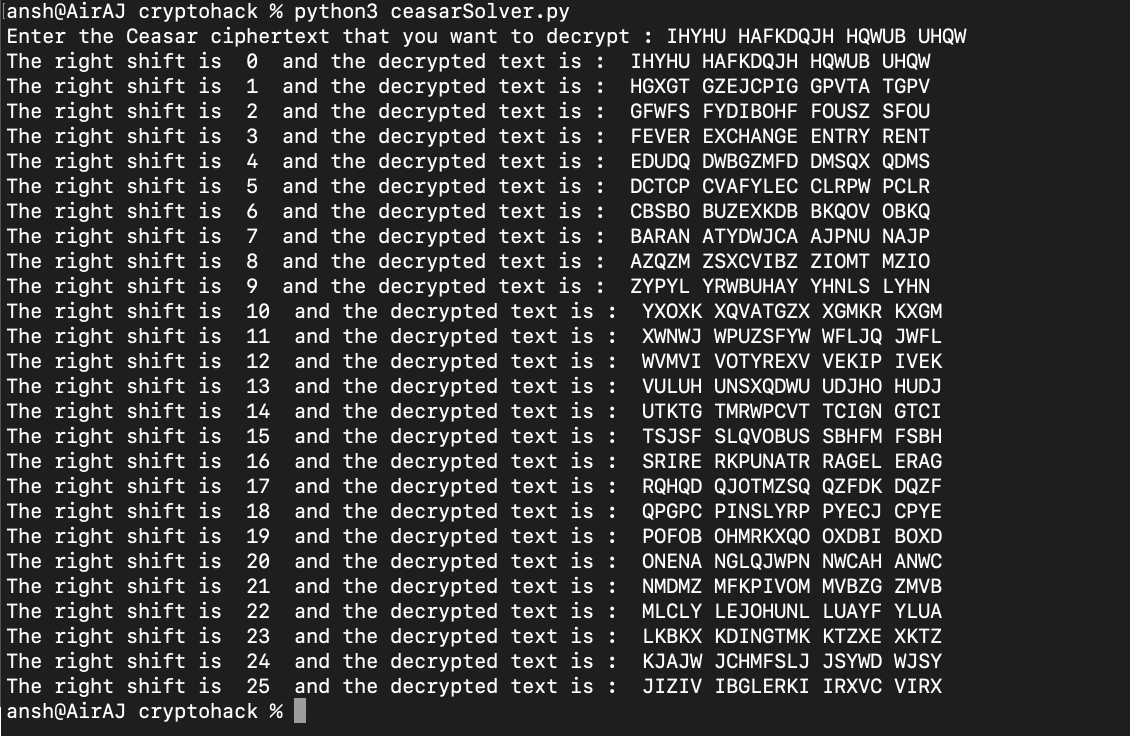 ansh@AirAJ cryptohack % python3 ceasarSolver.py
Enter the Ceasar ciphertext that you want to decrypt : IHYHU HAFKDQJH HQWUB UHQW
The right shift is  0  and the decrypted text is :  IHYHU HAFKDQJH HQWUB UHQW
The right shift is  1  and the decrypted text is :  HGXGT GZEJCPIG GPVTA TGPV
The right shift is  2  and the decrypted text is :  GFWFS FYDIBOHF FOUSZ SFOU
The right shift is  3  and the decrypted text is :  FEVER EXCHANGE ENTRY RENT
The right shift is  4  and the decrypted text is :  EDUDQ DWBGZMFD DMSQX QDMS
The right shift is  5  and the decrypted text is :  DCTCP CVAFYLEC CLRPW PCLR
The right shift is  6  and the decrypted text is :  CBSBO BUZEXKDB BKQOV OBKQ
The right shift is  7  and the decrypted text is :  BARAN ATYDWJCA AJPNU NAJP
The right shift is  8  and the decrypted text is :  AZQZM ZSXCVIBZ ZIOMT MZIO
The right shift is  9  and the decrypted text is :  ZYPYL YRWBUHAY YHNLS LYHN
The right shift is  10  and the decrypted text is :  YXOXK XQVATGZX XGMKR KXGM
The right shift is  11  and the decrypted text is :  XWNWJ WPUZSFYW WFLJQ JWFL
The right shift is  12  and the decrypted text is :  WVMVI VOTYREXV VEKIP IVEK
The right shift is  13  and the decrypted text is :  VULUH UNSXQDWU UDJHO HUDJ
The right shift is  14  and the decrypted text is :  UTKTG TMRWPCVT TCIGN GTCI
The right shift is  15  and the decrypted text is :  TSJSF SLQVOBUS SBHFM FSBH
The right shift is  16  and the decrypted text is :  SRIRE RKPUNATR RAGEL ERAG
The right shift is  17  and the decrypted text is :  RQHQD QJOTMZSQ QZFDK DQZF
The right shift is  18  and the decrypted text is :  QPGPC PINSLYRP PYECJ CPYE
The right shift is  19  and the decrypted text is :  POFOB OHMRKXQO OXDBI BOXD
The right shift is  20  and the decrypted text is :  ONENA NGLQJWPN NWCAH ANWC
The right shift is  21  and the decrypted text is :  NMDMZ MFKPIVOM MVBZG ZMVB
The right shift is  22  and the decrypted text is :  MLCLY LEJOHUNL LUAYF YLUA
The right shift is  23  and the decrypted text is :  LKBKX KDINGTMK KTZXE XKTZ
The right shift is  24  and the decrypted text is :  KJAJW JCHMFSLJ JSYWD WJSY
The right shift is  25  and the decrypted text is :  JIZIV IBGLERKI IRXVC VIRX
ansh@AirAJ cryptohack %